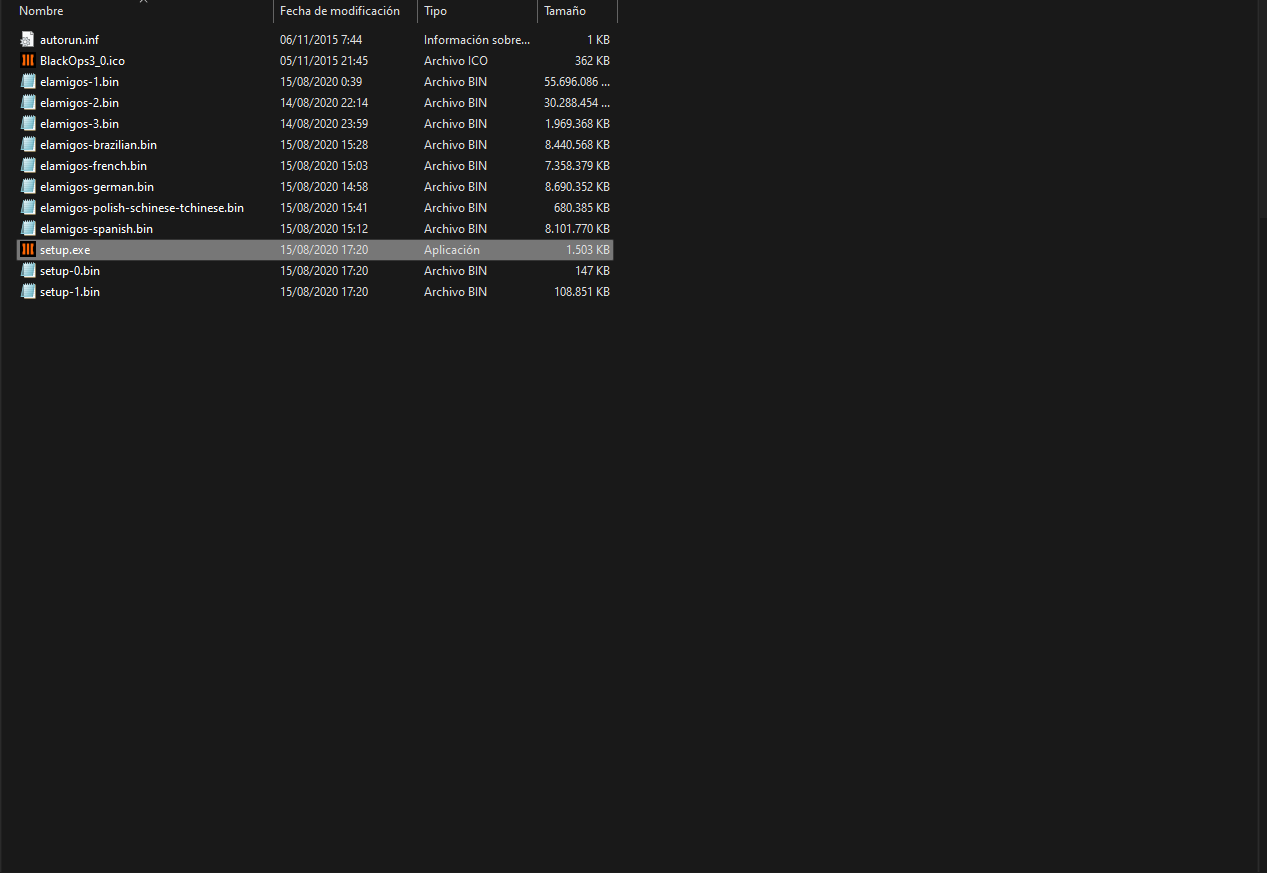 Nombre Fecha de modificación Tipo Tamaño
autorun.inf 06/11/2015 7:44 Información sobre... 1 KB
BlackOps3_0.ico 05/11/2015 21:45 Archivo ICO 362 KB
elamigos-1.bin 15/08/2020 0:39 Archivo BIN 55.696.086 ...
elamigos-2.bin 14/08/2020 22:14 Archivo BIN 30.288.454 ...
elamigos-3.bin 14/08/2020 23:59 Archivo BIN 1.969.368 KB
elamigos-brazilian.bin 15/08/2020 15:28 Archivo BIN 8.440.568 KB
elamigos-french.bin 15/08/2020 15:03 Archivo BIN 7.358.379 KB
elamigos-german.bin 15/08/2020 14:58 Archivo BIN 8.690.352 KB
elamigos-polish-schinese-tchinese.bin 15/08/2020 15:41 Archivo BIN 680.385 KB
elamigos-spanish.bin 15/08/2020 15:12 Archivo BIN 8.101.770 KB
setup.exe 15/08/2020 17:20 Aplicación 1.503 KB
setup-0.bin 15/08/2020 17:20 Archivo BIN 147 KB
setup-1.bin 15/08/2020 17:20 Archivo BIN 108.851 KB